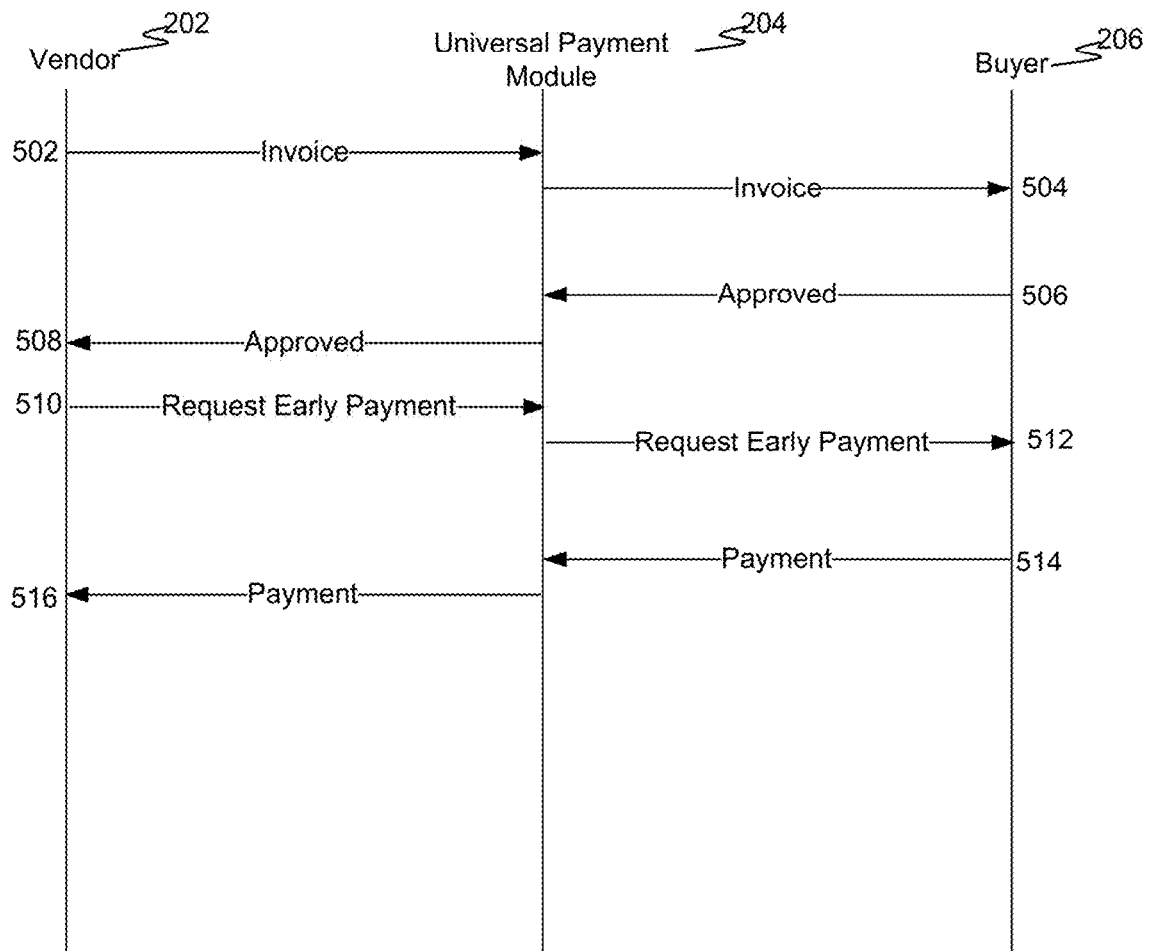 202
204
206
Vendor
Universal Payment
Module
Buyer
502
Invoice
Invoice
504
Approved
506
508
Approved
510
Request Early Payment
Request Early Payment
512
Payment
514
516
Payment